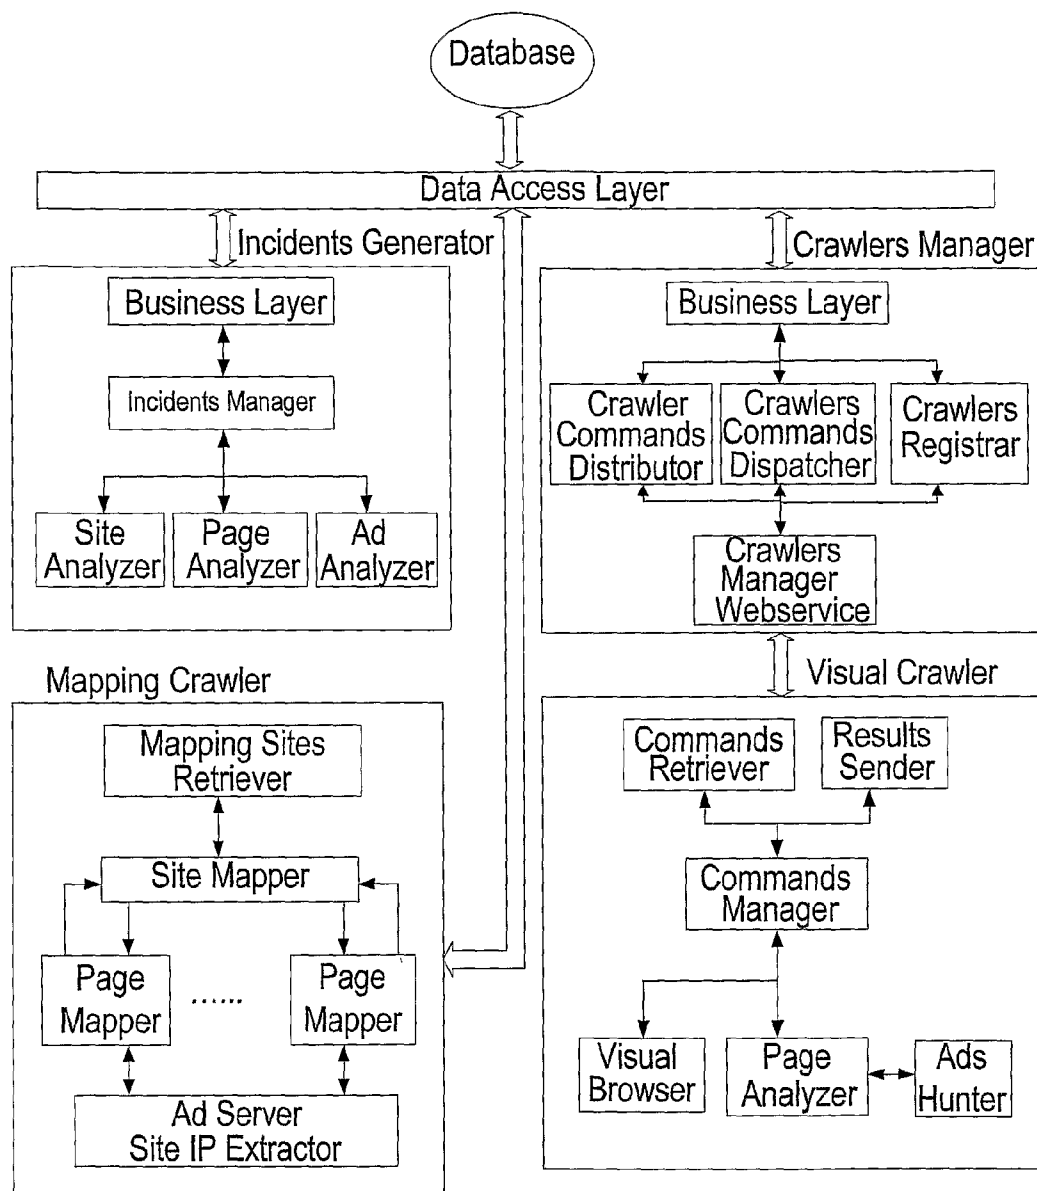 Database
Data Access Layer
Incidents Generator
Business Layer
Incidents Manager
Site
Analyzer
Page
Analyzer
Ad
Analyzer
Crawlers Manager
Business Layer
Crawler
Commands
Distributor
Crawlers
Commands
Dispatcher
Crawlers
Registrar
Crawlers
Manager
Webservice
Mapping Crawler
Mapping Sites
Retriever
Site Mapper
Page
Mapper
......
Page
Mapper
Ad Server
Site IP Extractor
Visual Crawler
Commands
Retriever
Results
Sender
Commands
Manager
Visual
Browser
Page
Analyzer
Ads
Hunter